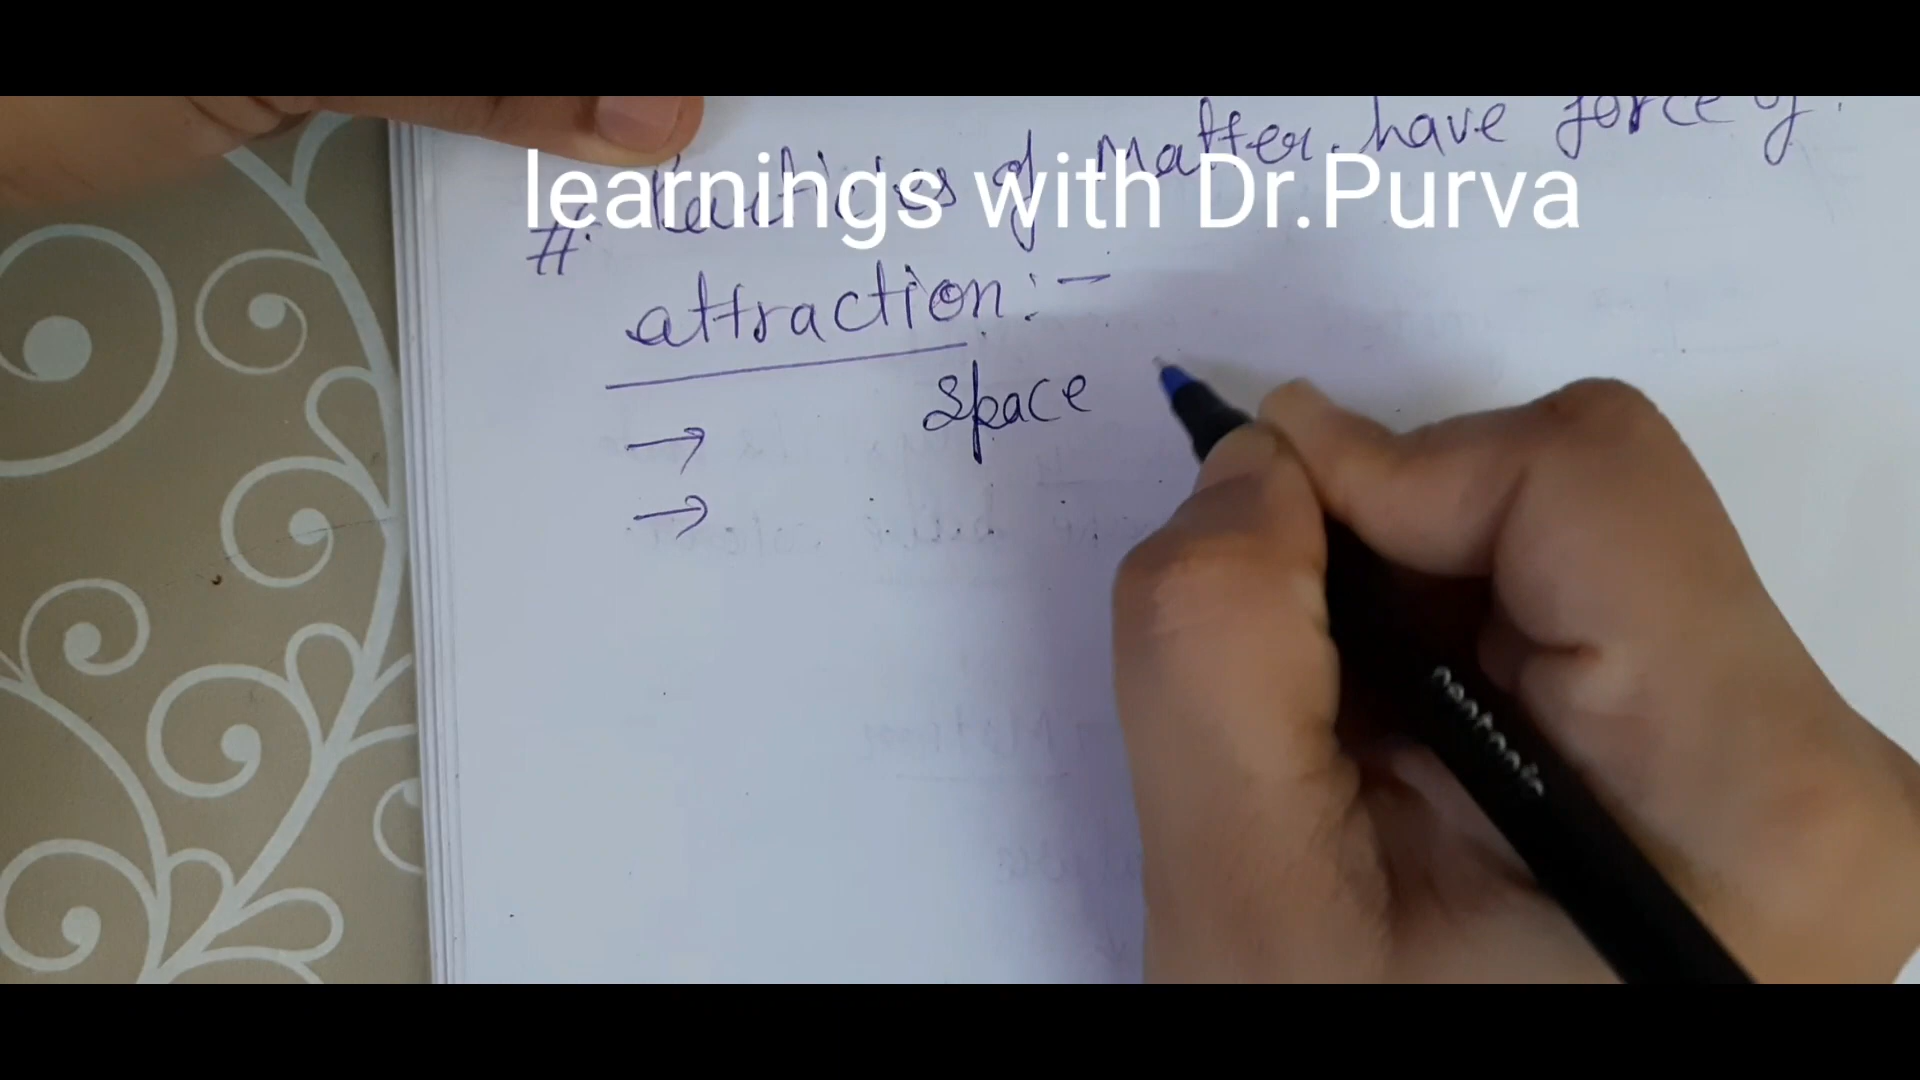 # Particles of Matter have force of
learnings with Dr.Purva
attraction:-
space
→
→